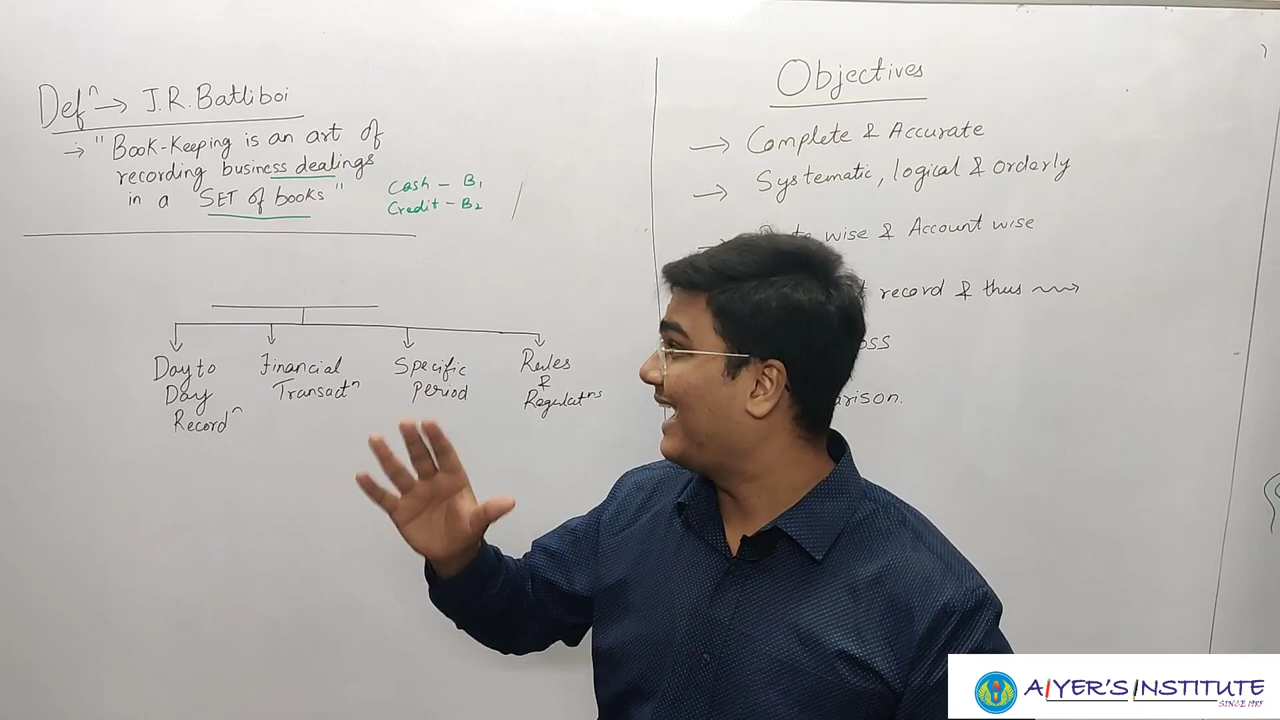 Defⁿ → J.R. Batliboi
→ "Book-Keeping is an art of
recording business dealings
in a SET of books"
Cash - B₁
Credit - B₂
Day to
Day
Recordⁿ
Financial
Transactⁿ
Specific
Period
Rules
&
Regulatⁿˢ
Objectives
→ Complete & Accurate
→ Systematic, logical & orderly
wise & Account wise
record & thus
AIYER'S INSTITUTE
SINCE 1985